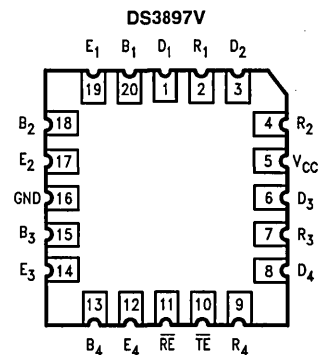 DS3897V
E1 B1 D1 R1 D2
19 20 1 2 3
B2 18 4 R2
E2 17 5 VCC
GND 16 6 D3
B3 15 7 R3
E3 14 8 D4
13 12 11 10 9
B4 E4 R̅E̅ T̅E̅ R4